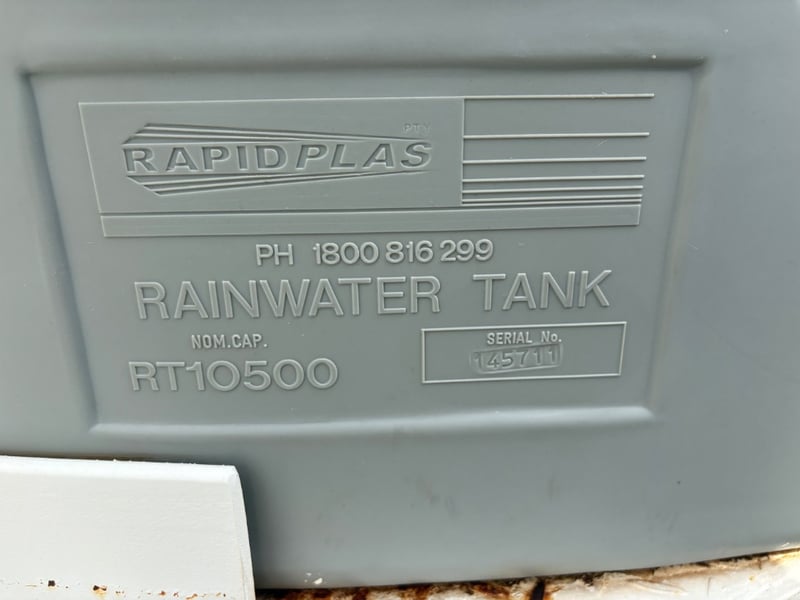 PTY
RAPIDPLAS
PH 1800 816 299
RAINWATER TANK
NOM.CAP.
RT10500
SERIAL No.
145711